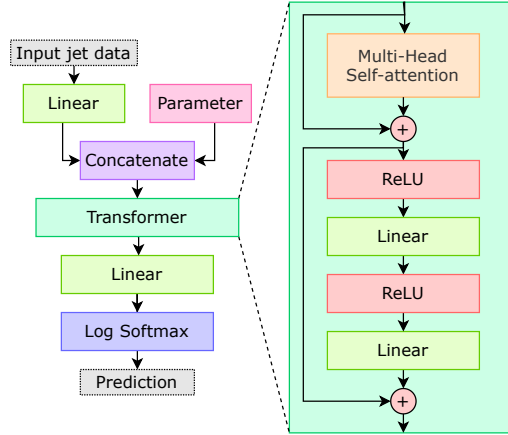 Input jet data
Linear
Parameter
Concatenate
Transformer
Linear
Log Softmax
Prediction
Multi-Head
Self-attention
+
ReLU
Linear
ReLU
Linear
+